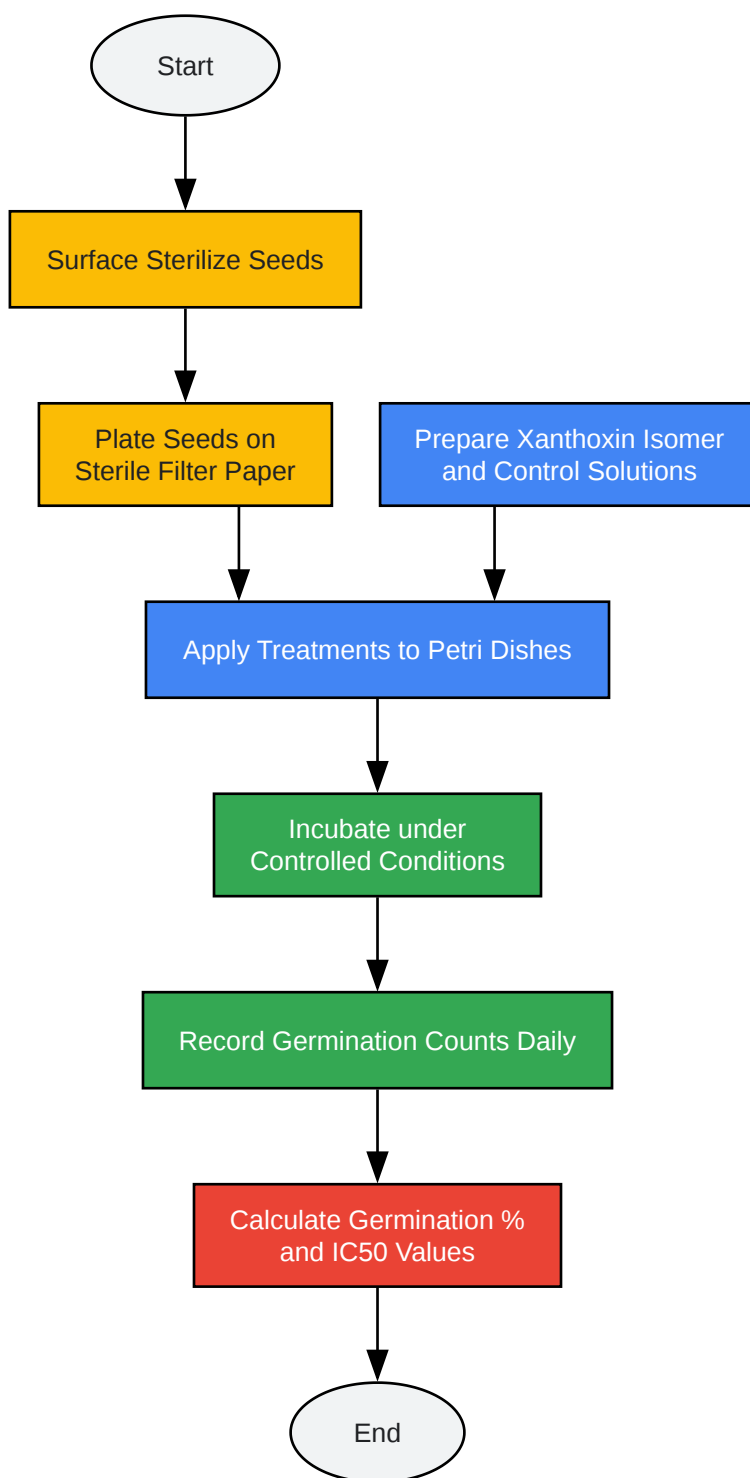 Start
Surface Sterilize Seeds
Plate Seeds on
Sterile Filter Paper
Prepare Xanthoxin Isomer
and Control Solutions
Apply Treatments to Petri Dishes
Incubate under
Controlled Conditions
Record Germination Counts Daily
Calculate Germination %
and IC50 Values
End